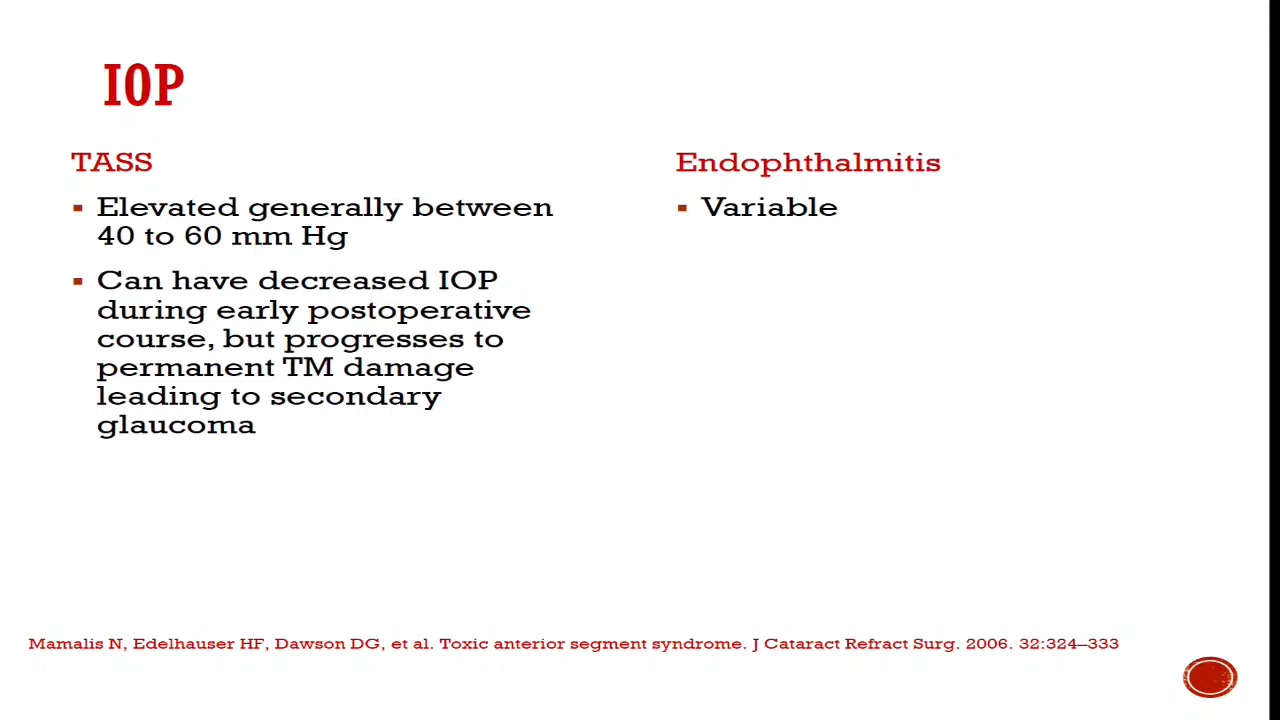 IOP
TASS
▪ Elevated generally between
40 to 60 mm Hg
▪ Can have decreased IOP
during early postoperative
course, but progresses to
permanent TM damage
leading to secondary
glaucoma
Endophthalmitis
▪ Variable
Mamalis N, Edelhauser HF, Dawson DG, et al. Toxic anterior segment syndrome. J Cataract Refract Surg. 2006. 32:324–333